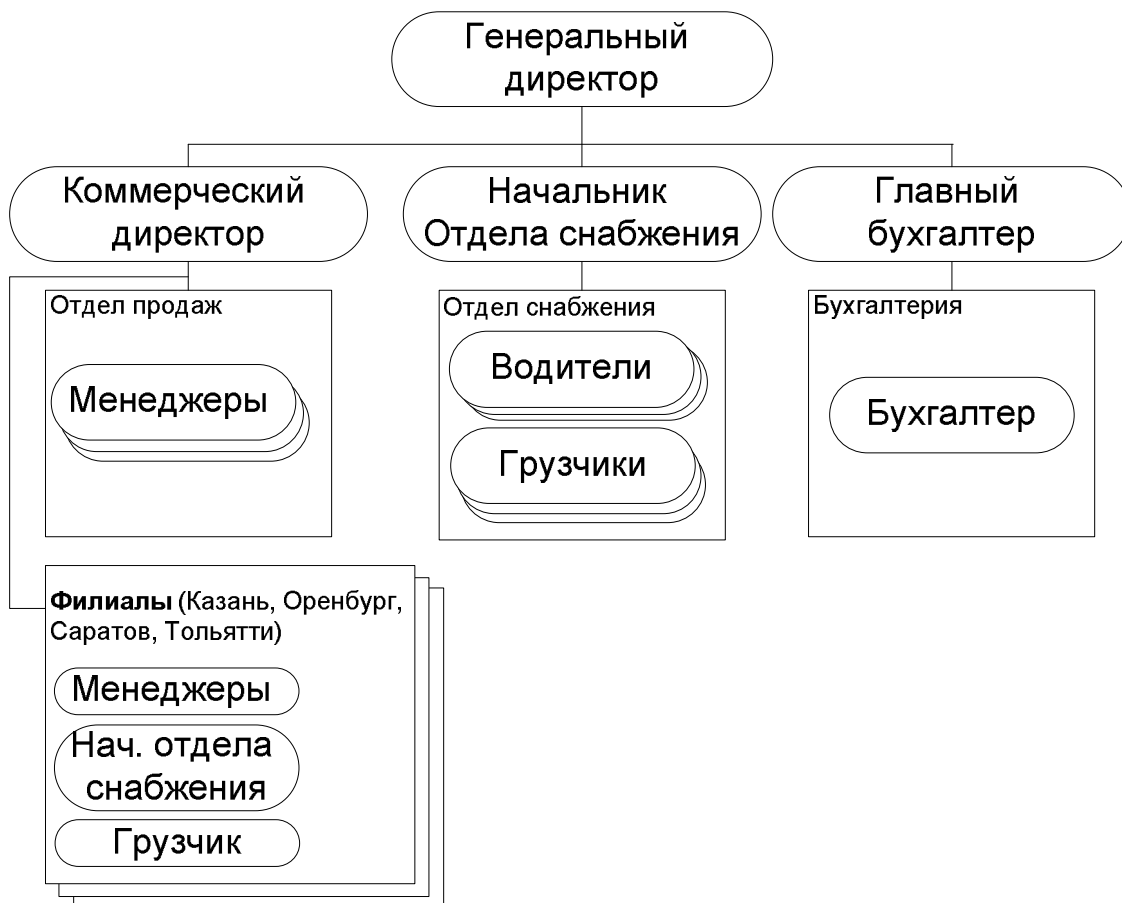 Генеральный
директор
Коммерческий
директор
Начальник
Отдела снабжения
Главный
бухгалтер
Отдел продаж
Менеджеры
Отдел снабжения
Водители
Грузчики
Бухгалтерия
Бухгалтер
Филиалы (Казань, Оренбург,
Саратов, Тольятти)
Менеджеры
Нач. отдела
снабжения
Грузчик